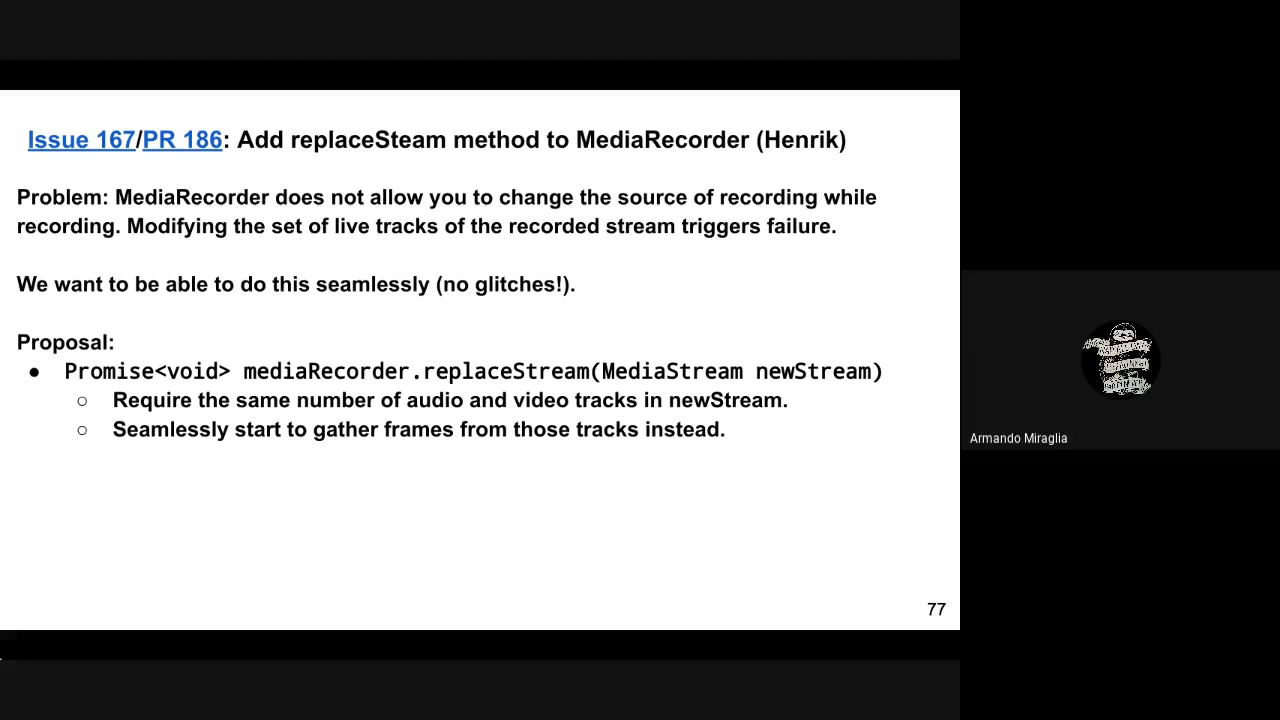 Issue 167/PR 186: Add replaceSteam method to MediaRecorder (Henrik)
Problem: MediaRecorder does not allow you to change the source of recording while
recording. Modifying the set of live tracks of the recorded stream triggers failure.
We want to be able to do this seamlessly (no glitches!).
Proposal:
● Promise<void> mediaRecorder.replaceStream(MediaStream newStream)
○ Require the same number of audio and video tracks in newStream.
○ Seamlessly start to gather frames from those tracks instead.
77
Armando Miraglia